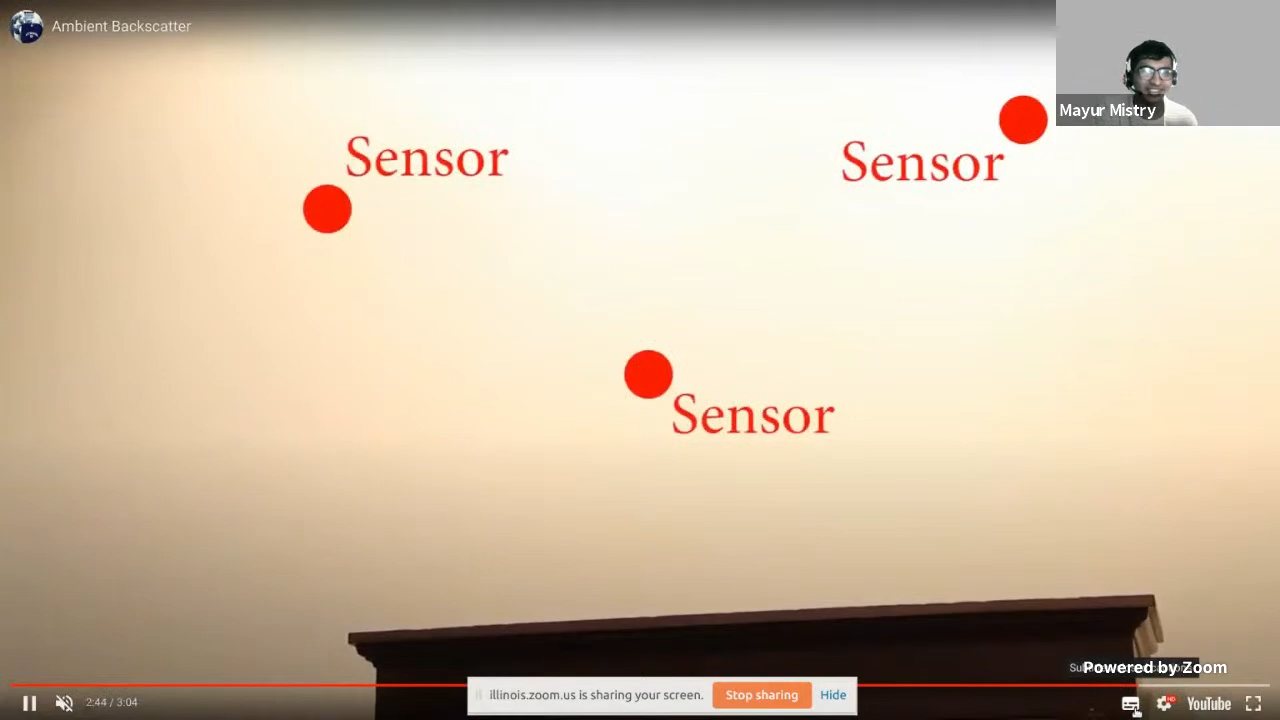 Ambient Backscatter
Mayur Mistry
Sensor
Sensor
Sensor
Powered by Zoom
illinois.zoom.us is sharing your screen.
Stop sharing
Hide
2:44 / 3:04
HD
YouTube